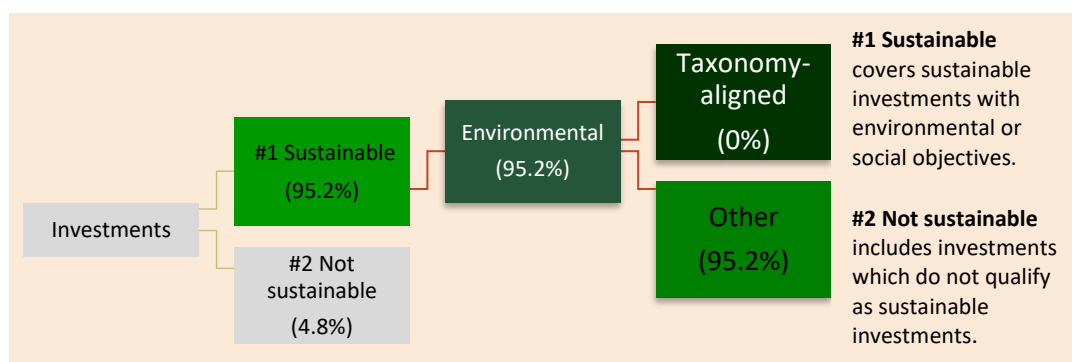 Investments
#1 Sustainable
(95.2%)
#2 Not
sustainable
(4.8%)
Environmental
(95.2%)
Taxonomy-
aligned
(0%)
Other
(95.2%)
#1 Sustainable
covers sustainable
investments with
environmental or
social objectives.
#2 Not sustainable
includes investments
which do not qualify
as sustainable
investments.